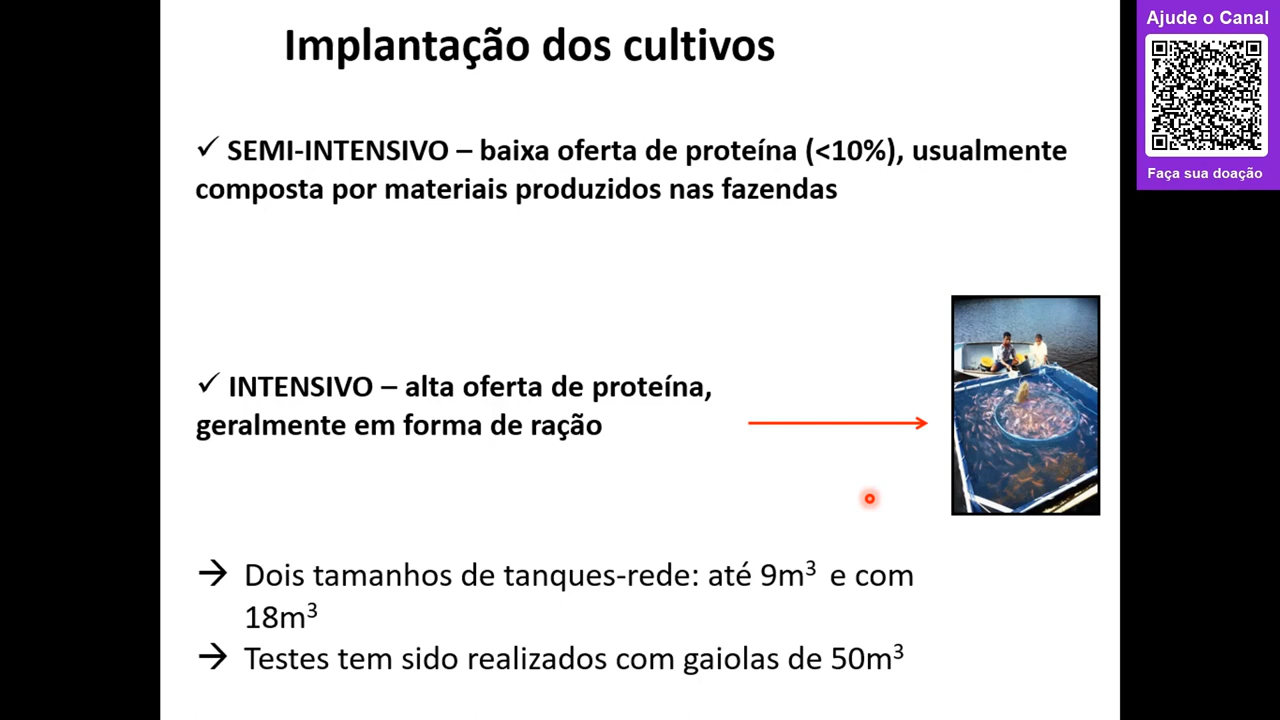 Implantação dos cultivos
✓ SEMI-INTENSIVO – baixa oferta de proteína (<10%), usualmente
composta por materiais produzidos nas fazendas
✓ INTENSIVO – alta oferta de proteína,
geralmente em forma de ração
→ Dois tamanhos de tanques-rede: até 9m³ e com
18m³
→ Testes tem sido realizados com gaiolas de 50m³
Ajude o Canal
Faça sua doação